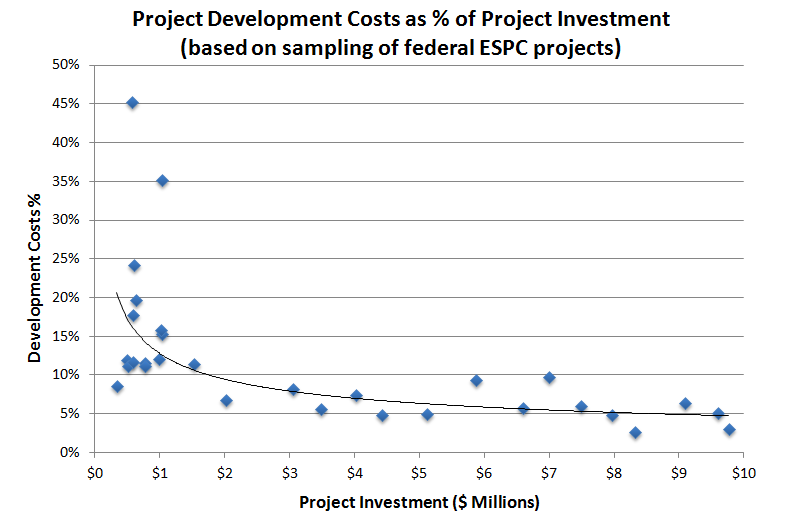 Project Development Costs as % of Project Investment
(based on sampling of federal ESPC projects)
50%
45%
40%
35%
30%
25%
20%
15%
10%
5%
0%
Development Costs%
$0 $1 $2 $3 $4 $5 $6 $7 $8 $9 $10
Project Investment ($ Millions)